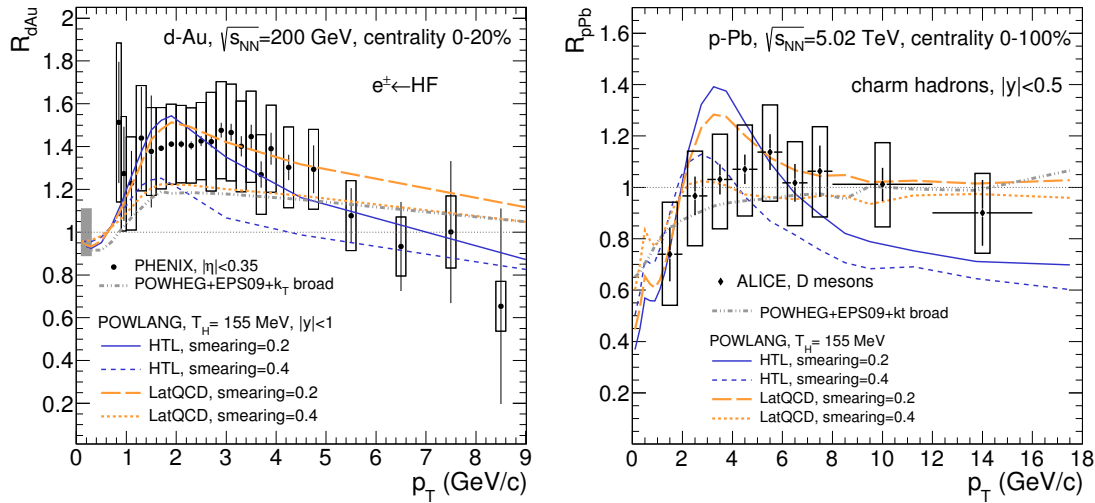 R_dAu
d-Au, √s_NN=200 GeV, centrality 0-20%
e±←HF
PHENIX, |η|<0.35
POWHEG+EPS09+k_T broad
POWLANG, T_H= 155 MeV, |y|<1
HTL, smearing=0.2
HTL, smearing=0.4
LatQCD, smearing=0.2
LatQCD, smearing=0.4
2
1.8
1.6
1.4
1.2
1
0.8
0.6
0.4
0.2
0 1 2 3 4 5 6 7 8 9
p_T (GeV/c)
R_pPb
p-Pb, √s_NN=5.02 TeV, centrality 0-100%
charm hadrons, |y|<0.5
ALICE, D mesons
POWHEG+EPS09+kt broad
POWLANG, T_H= 155 MeV
HTL, smearing=0.2
HTL, smearing=0.4
LatQCD, smearing=0.2
LatQCD, smearing=0.4
1.6
1.4
1.2
1
0.8
0.6
0.4
0.2
0 2 4 6 8 10 12 14 16 18
p_T (GeV/c)